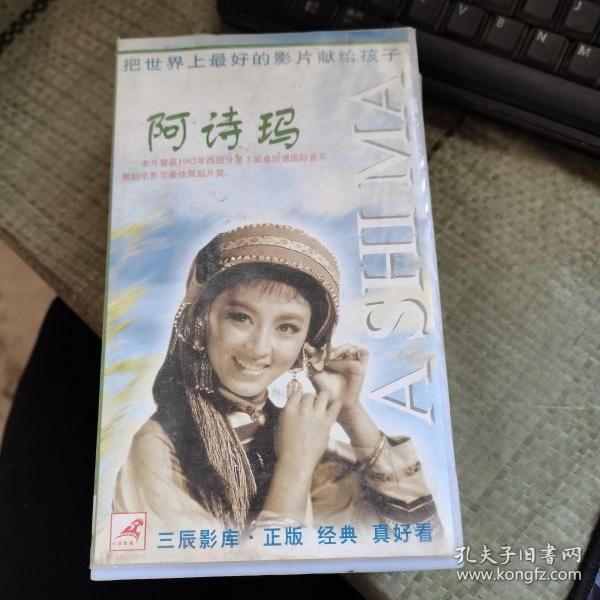 把世界上最好的影片献给孩子
阿诗玛
本片曾获1982年西班牙第3届桑坦德国际音乐
舞蹈电影节最佳舞蹈片奖。
A SHI MA
三辰影库·正版 经典 真好看
孔夫子旧书网
www.kongfz.com